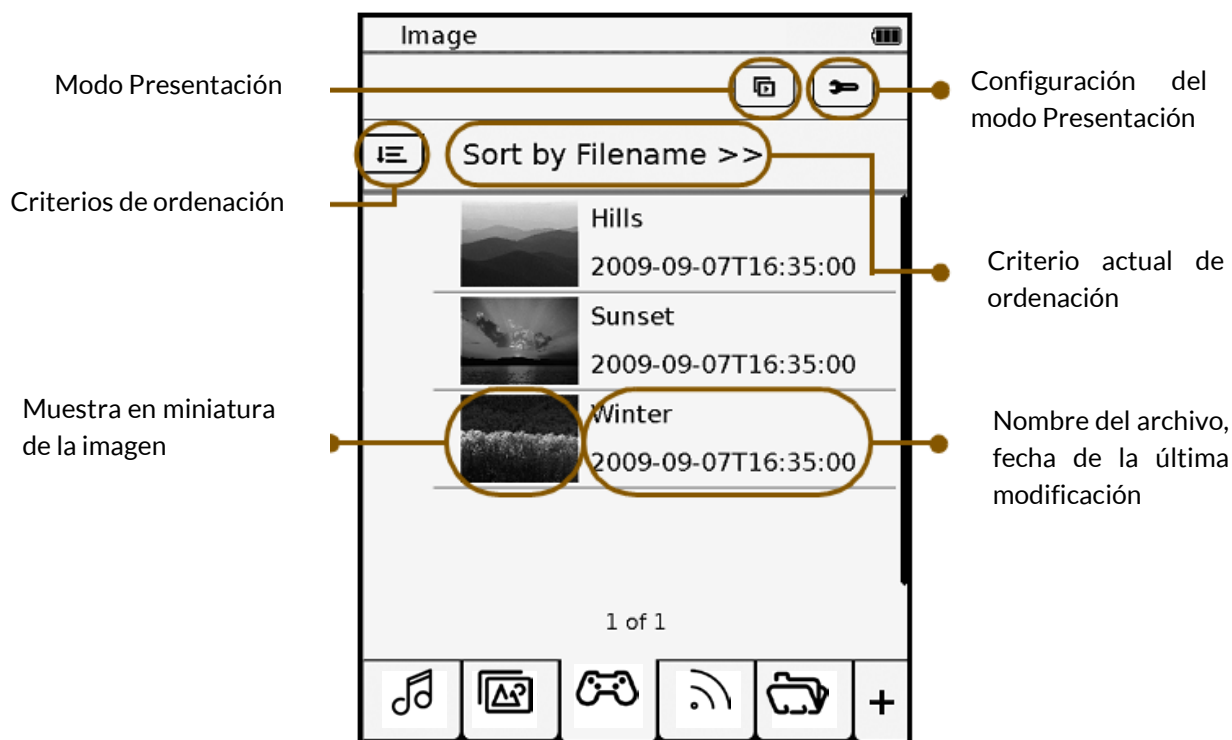 Image
Modo Presentación
Configuración del
modo Presentación
Sort by Filename >>
Criterios de ordenación
Hills
2009-09-07T16:35:00
Criterio actual de
ordenación
Sunset
2009-09-07T16:35:00
Muestra en miniatura
de la imagen
Winter
2009-09-07T16:35:00
Nombre del archivo,
fecha de la última
modificación
1 of 1
+